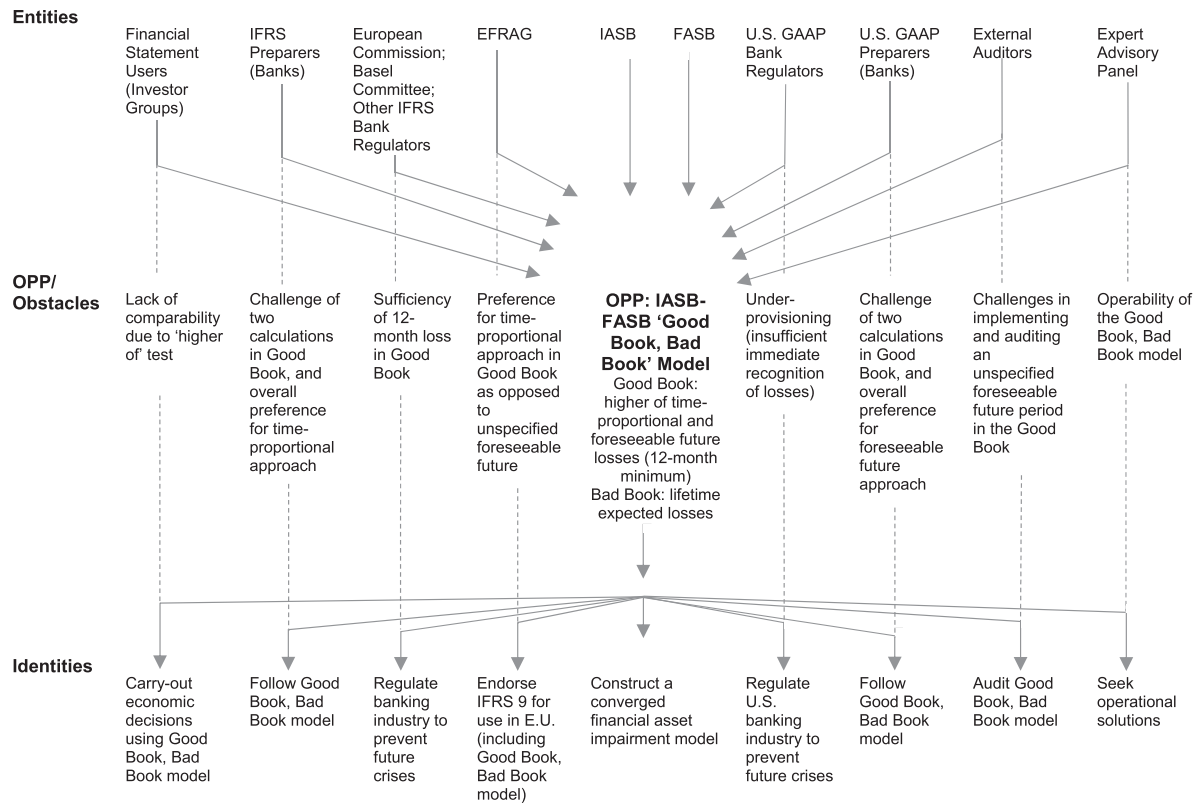 Entities
Financial
Statement
Users
(Investor
Groups)
IFRS
Preparers
(Banks)
European
Commission;
Basel
Committee;
Other IFRS
Bank
Regulators
EFRAG
IASB
FASB
U.S. GAAP
Bank
Regulators
U.S. GAAP
Preparers
(Banks)
External
Auditors
Expert
Advisory
Panel
OPP/
Obstacles
Lack of
comparability
due to ‘higher
of’ test
Challenge of
two
calculations
in Good
Book, and
overall
preference
for time-
proportional
approach
Sufficiency
of 12-
month loss
in Good
Book
Preference
for time-
proportional
approach in
Good Book
as opposed
to
unspecified
foreseeable
future
OPP: IASB-
FASB ‘Good
Book, Bad
Book’ Model
Good Book:
higher of time-
proportional and
foreseeable future
losses (12-month
minimum)
Bad Book: lifetime
expected losses
Under-
provisioning
(insufficient
immediate
recognition
of losses)
Challenge
of two
calculations
in Good
Book, and
overall
preference
for
foreseeable
future
approach
Challenges in
implementing
and auditing
an
unspecified
foreseeable
future period
in the Good
Book
Operability of
the Good
Book, Bad
Book model
Identities
Carry-out
economic
decisions
using Good
Book, Bad
Book model
Follow Good
Book, Bad
Book model
Regulate
banking
industry to
prevent
future
crises
Endorse
IFRS 9 for
use in E.U.
(including
Good Book,
Bad Book
model)
Construct a
converged
financial asset
impairment model
Regulate
U.S.
banking
industry to
prevent
future crises
Follow
Good Book,
Bad Book
model
Audit Good
Book, Bad
Book model
Seek
operational
solutions